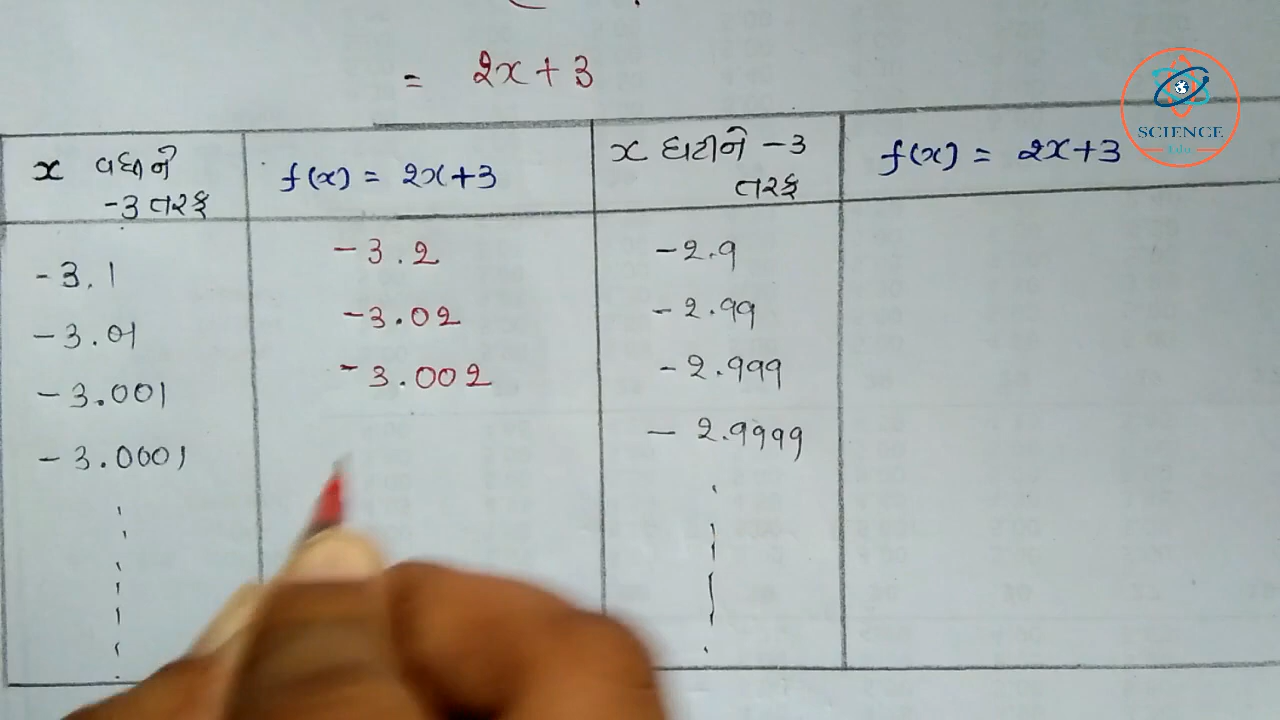 = 2x + 3
SCIENCE
Edu
x વધીને
-3 તરફ
f(x) = 2x+3
x ઘટીને -3
તરફ
f(x) = 2x+3
-3.1
-3.2
-2.9
-3.01
-3.02
-2.99
-3.001
-3.002
-2.999
-3.0001
-2.9999